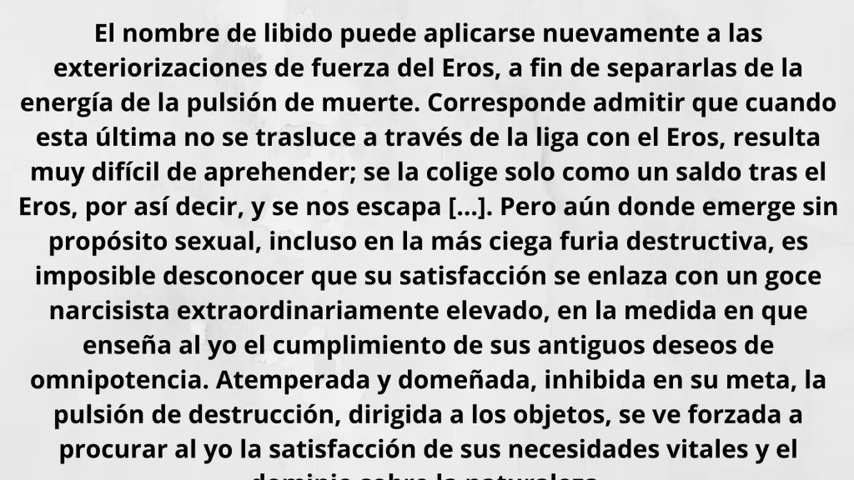 El nombre de libido puede aplicarse nuevamente a las
exteriorizaciones de fuerza del Eros, a fin de separarlas de la
energía de la pulsión de muerte. Corresponde admitir que cuando
esta última no se trasluce a través de la liga con el Eros, resulta
muy difícil de aprehender; se la colige solo como un saldo tras el
Eros, por así decir, y se nos escapa [...]. Pero aún donde emerge sin
propósito sexual, incluso en la más ciega furia destructiva, es
imposible desconocer que su satisfacción se enlaza con un goce
narcisista extraordinariamente elevado, en la medida en que
enseña al yo el cumplimiento de sus antiguos deseos de
omnipotencia. Atemperada y domeñada, inhibida en su meta, la
pulsión de destrucción, dirigida a los objetos, se ve forzada a
procurar al yo la satisfacción de sus necesidades vitales y el
dominio sobre la naturaleza